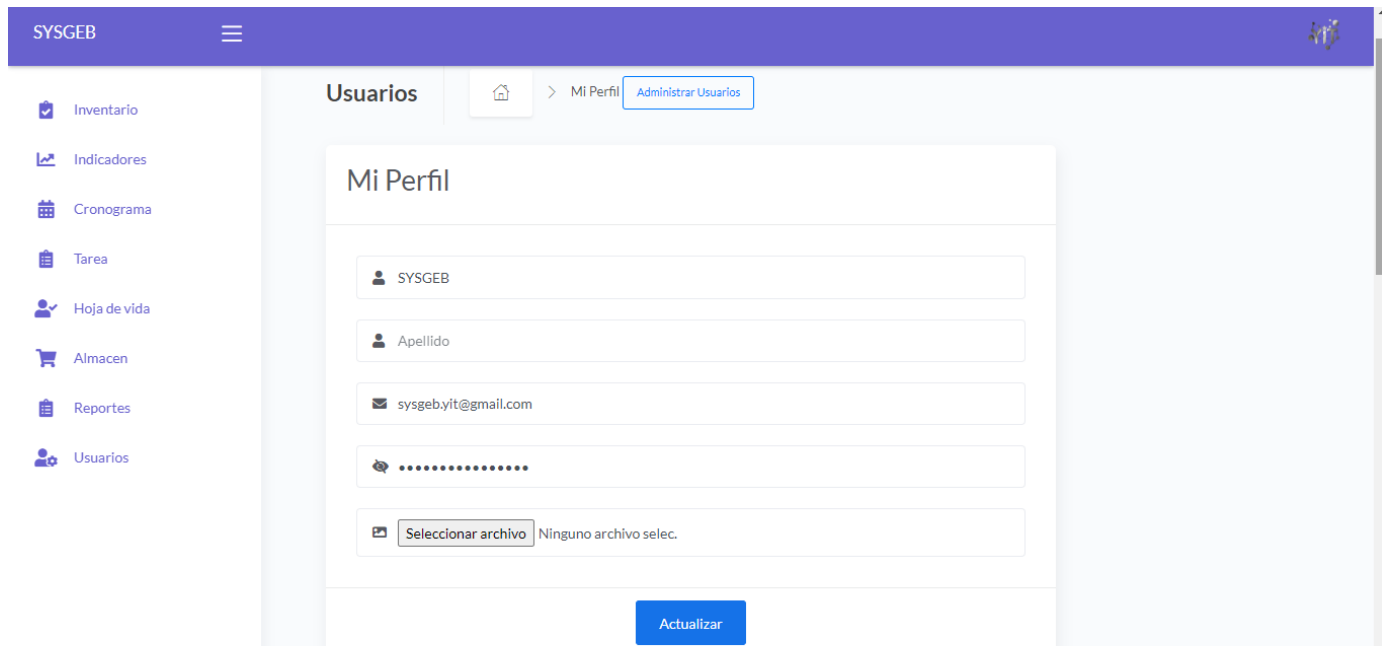 SYSGEB
Usuarios > Mi Perfil Administrar Usuarios
Inventario
Indicadores
Cronograma
Tarea
Hoja de vida
Almacen
Reportes
Usuarios
Mi Perfil
SYSGEB
Apellido
sysgeb.yit@gmail.com
••••••••••••••••
Seleccionar archivo Ninguno archivo selec.
Actualizar